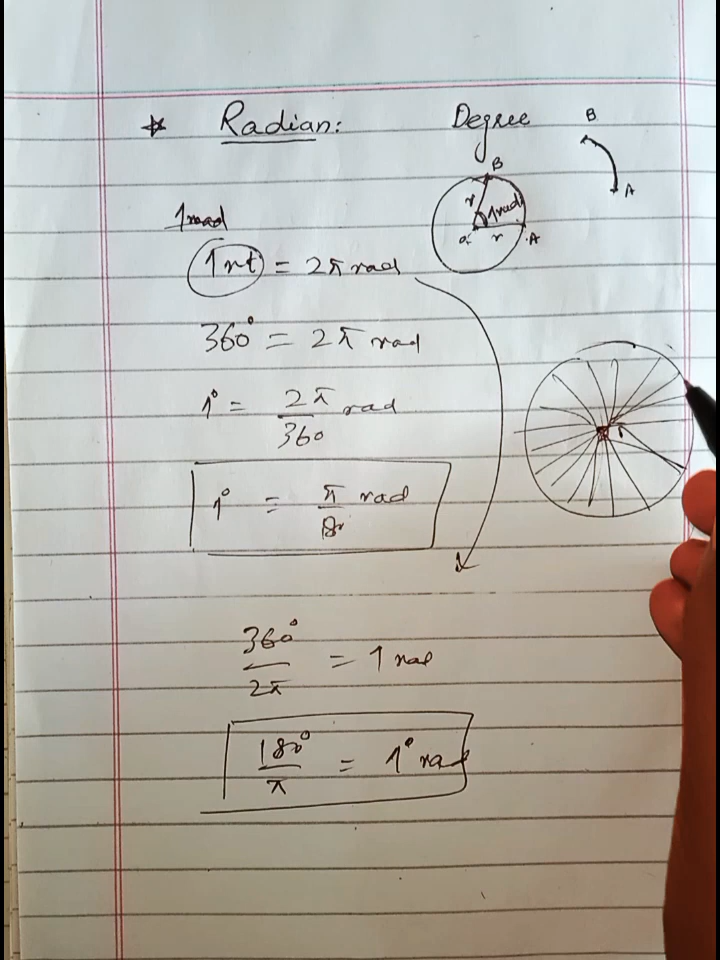 * Radian: Degree
B
A
B
r 1 rad
O r A
1 rad
1 rt = 2π rad
360° = 2π rad
1° = 2π/360 rad
1° = π/180 rad
360°/2π = 1 rad
180°/π = 1° rad